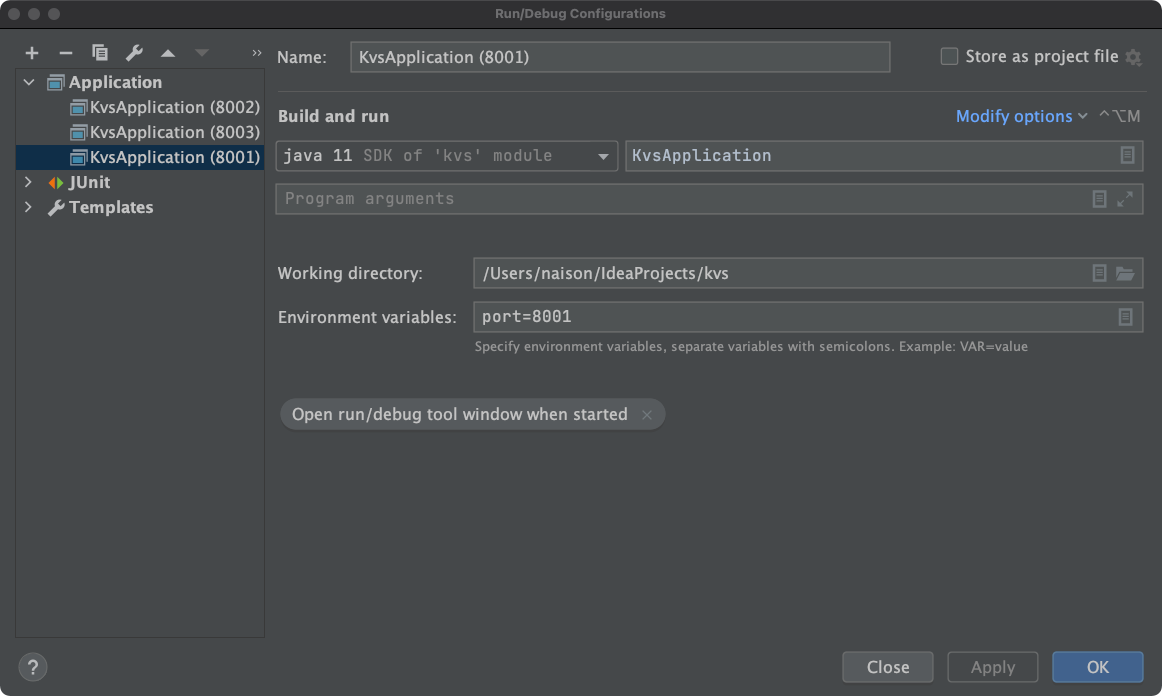 Run/Debug Configurations
Name: KvsApplication (8001) Store as project file
Application
KvsApplication (8002)
KvsApplication (8003)
KvsApplication (8001)
JUnit
Templates
Build and run Modify options ⌃⌥M
java 11 SDK of 'kvs' module KvsApplication
Program arguments
Working directory: /Users/naison/IdeaProjects/kvs
Environment variables: port=8001
Specify environment variables, separate variables with semicolons. Example: VAR=value
Open run/debug tool window when started
? Close Apply OK